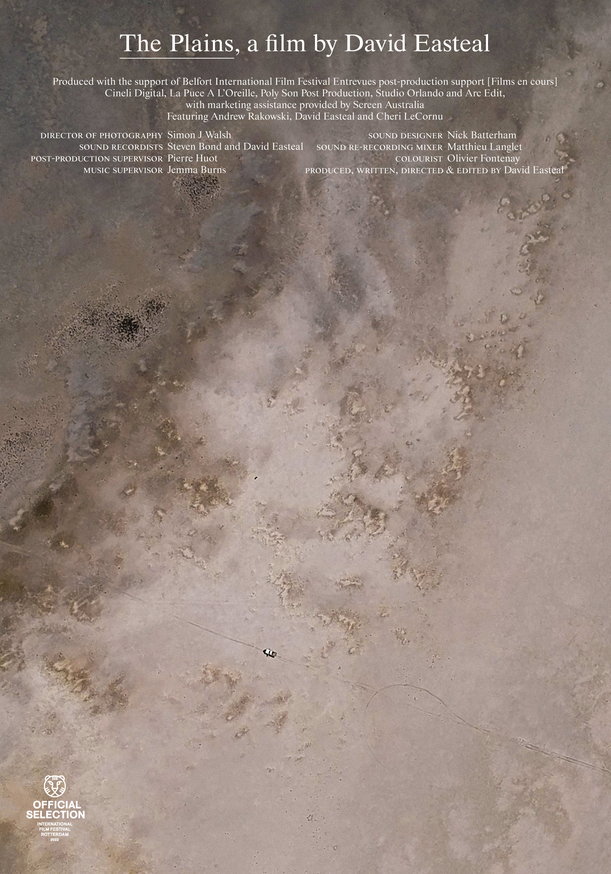 The Plains, a film by David Easteal
Produced with the support of Belfort International Film Festival Entrevues post-production support [Films en cours]
Cineli Digital, La Puce A L'Oreille, Poly Son Post Production, Studio Orlando and Arc Edit,
with marketing assistance provided by Screen Australia
Featuring Andrew Rakowski, David Easteal and Cheri LeCornu
DIRECTOR OF PHOTOGRAPHY Simon J Walsh
SOUND RECORDISTS Steven Bond and David Easteal
POST-PRODUCTION SUPERVISOR Pierre Huot
MUSIC SUPERVISOR Jemma Burns
SOUND DESIGNER Nick Batterham
SOUND RE-RECORDING MIXER Matthieu Langlet
COLOURIST Olivier Fontenay
PRODUCED, WRITTEN, DIRECTED & EDITED BY David Easteal
OFFICIAL
SELECTION
INTERNATIONAL
FILM FESTIVAL
ROTTERDAM